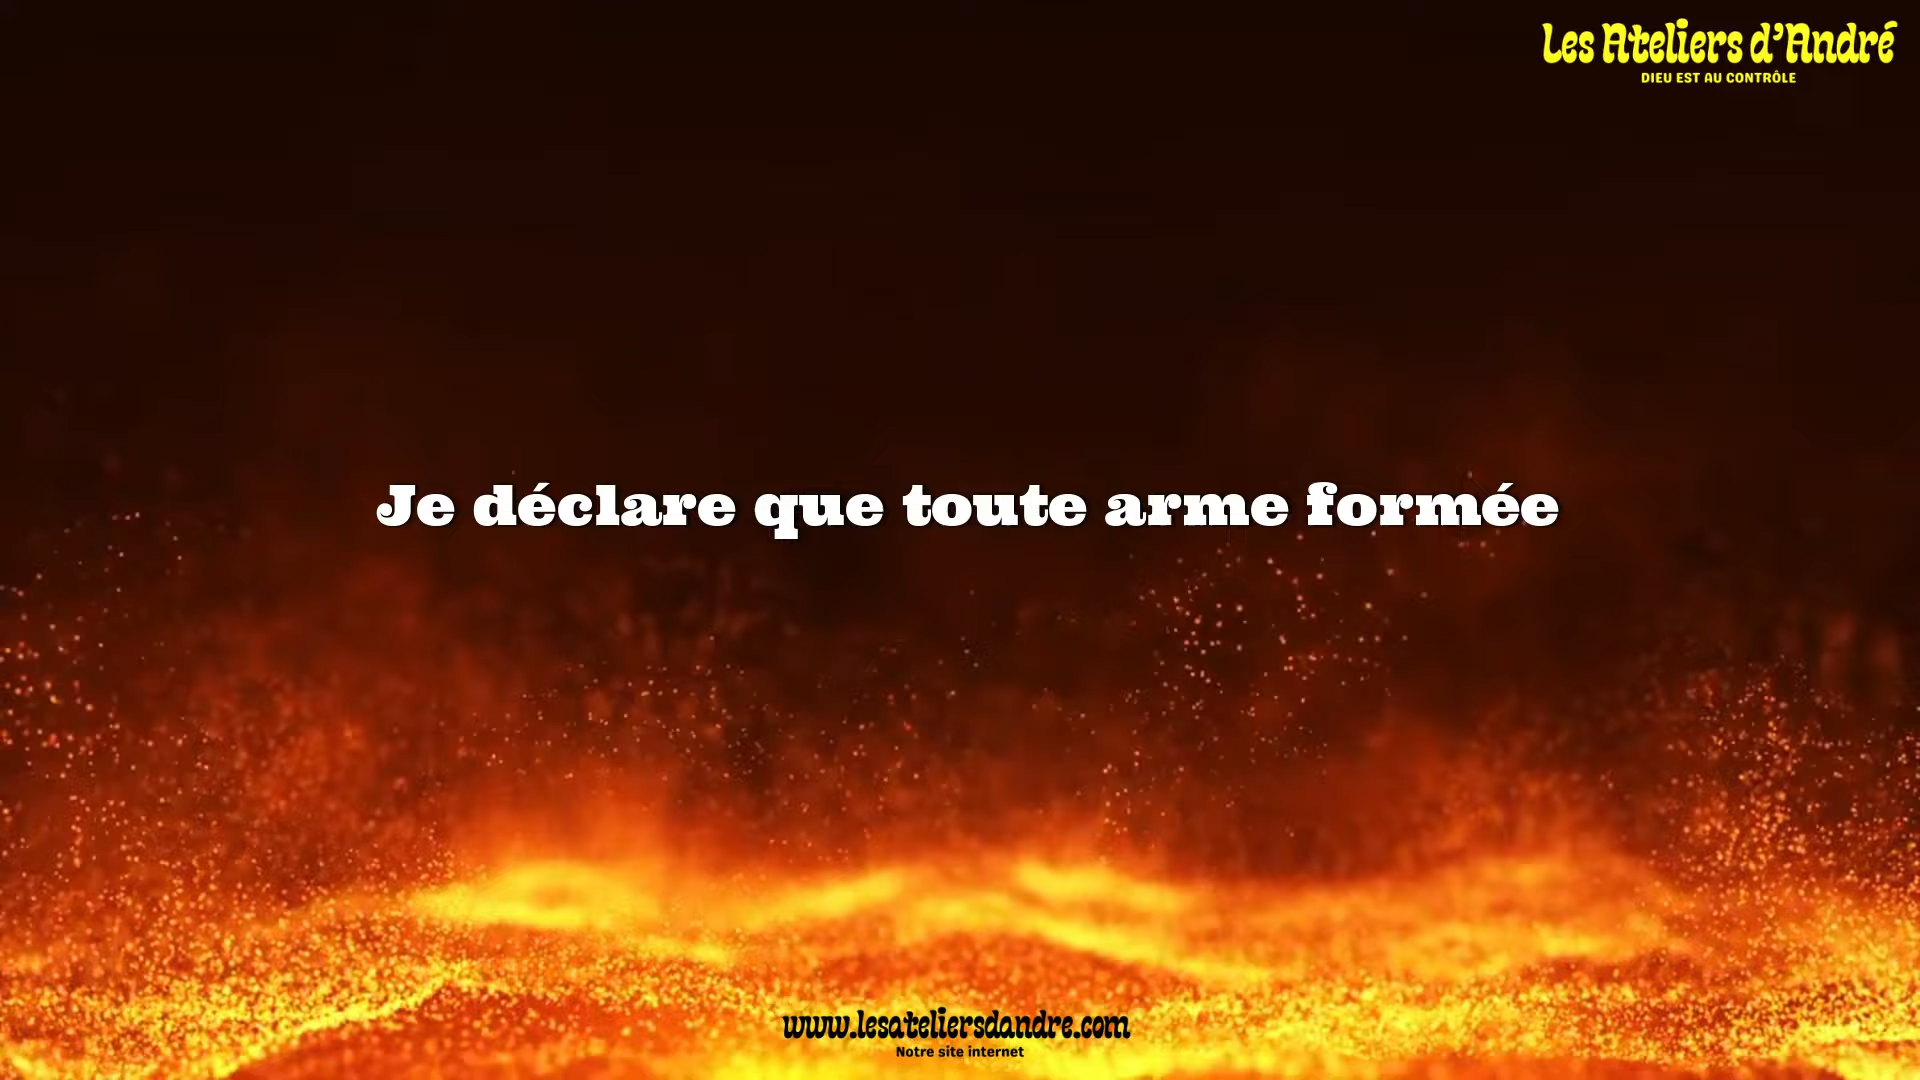 Les Ateliers d'André
DIEU EST AU CONTRÔLE
Je déclare que toute arme formée
www.lesateliersdandre.com
Notre site internet